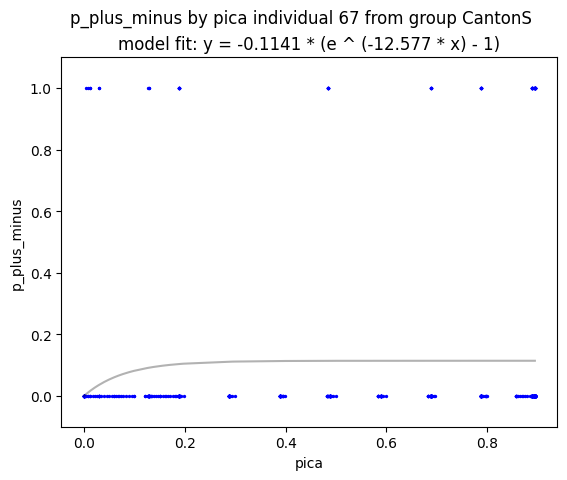 p_plus_minus by pica individual 67 from group CantonS
model fit: y = -0.1141 * (e ^ (-12.577 * x) - 1)
1.0
0.8
0.6
0.4
0.2
0.0
p_plus_minus
0.0 0.2 0.4 0.6 0.8
pica